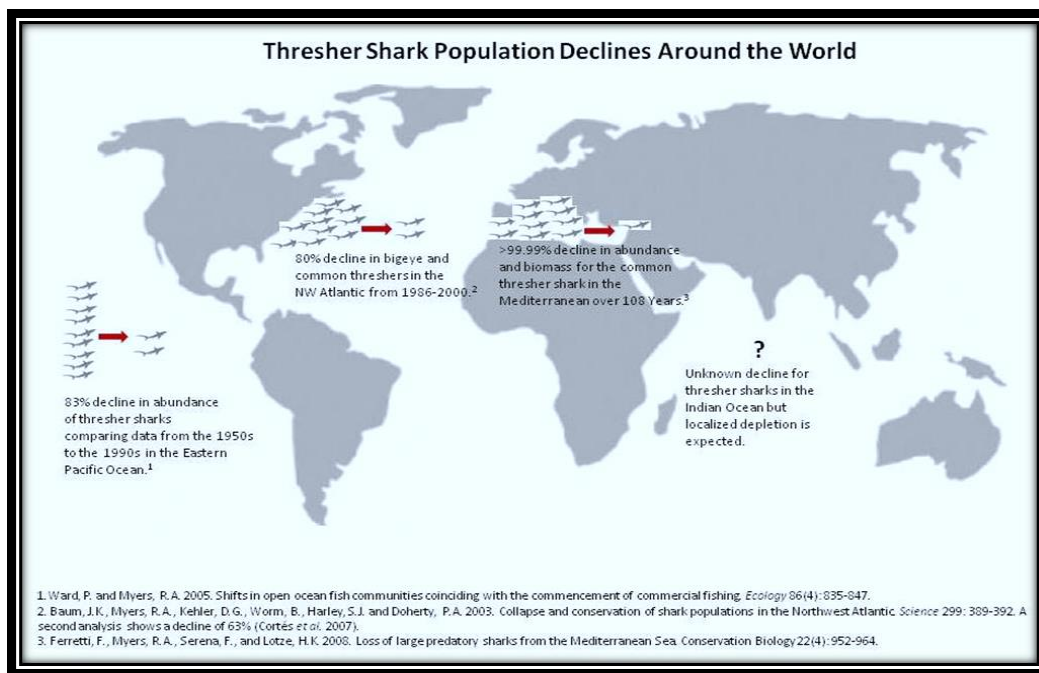 Thresher Shark Population Declines Around the World
80% decline in bigeye and
common threshers in the
NW Atlantic from 1986-2000.2
>99.99% decline in abundance
and biomass for the common
thresher shark in the
Mediterranean over 108 Years.3
83% decline in abundance
of thresher sharks
comparing data from the 1950s
to the 1990s in the Eastern
Pacific Ocean.1
?
Unknown decline for
thresher sharks in the
Indian Ocean but
localized depletion is
expected.
1. Ward, P. and Myers, R.A. 2005. Shifts in open ocean fish communities coinciding with the commencement of commercial fishing. Ecology 86(4): 835-847.
2. Baum, J.K., Myers, R.A., Kehler, D.G., Worm, B., Harley, S.J. and Doherty, P.A. 2003. Collapse and conservation of shark populations in the Northwest Atlantic. Science 299: 389-392. A
second analysis shows a decline of 63% (Cortés et al. 2007).
3. Ferretti, F., Myers, R.A., Serena, F., and Lotze, H.K. 2008. Loss of large predatory sharks from the Mediterranean Sea. Conservation Biology 22(4): 952-964.